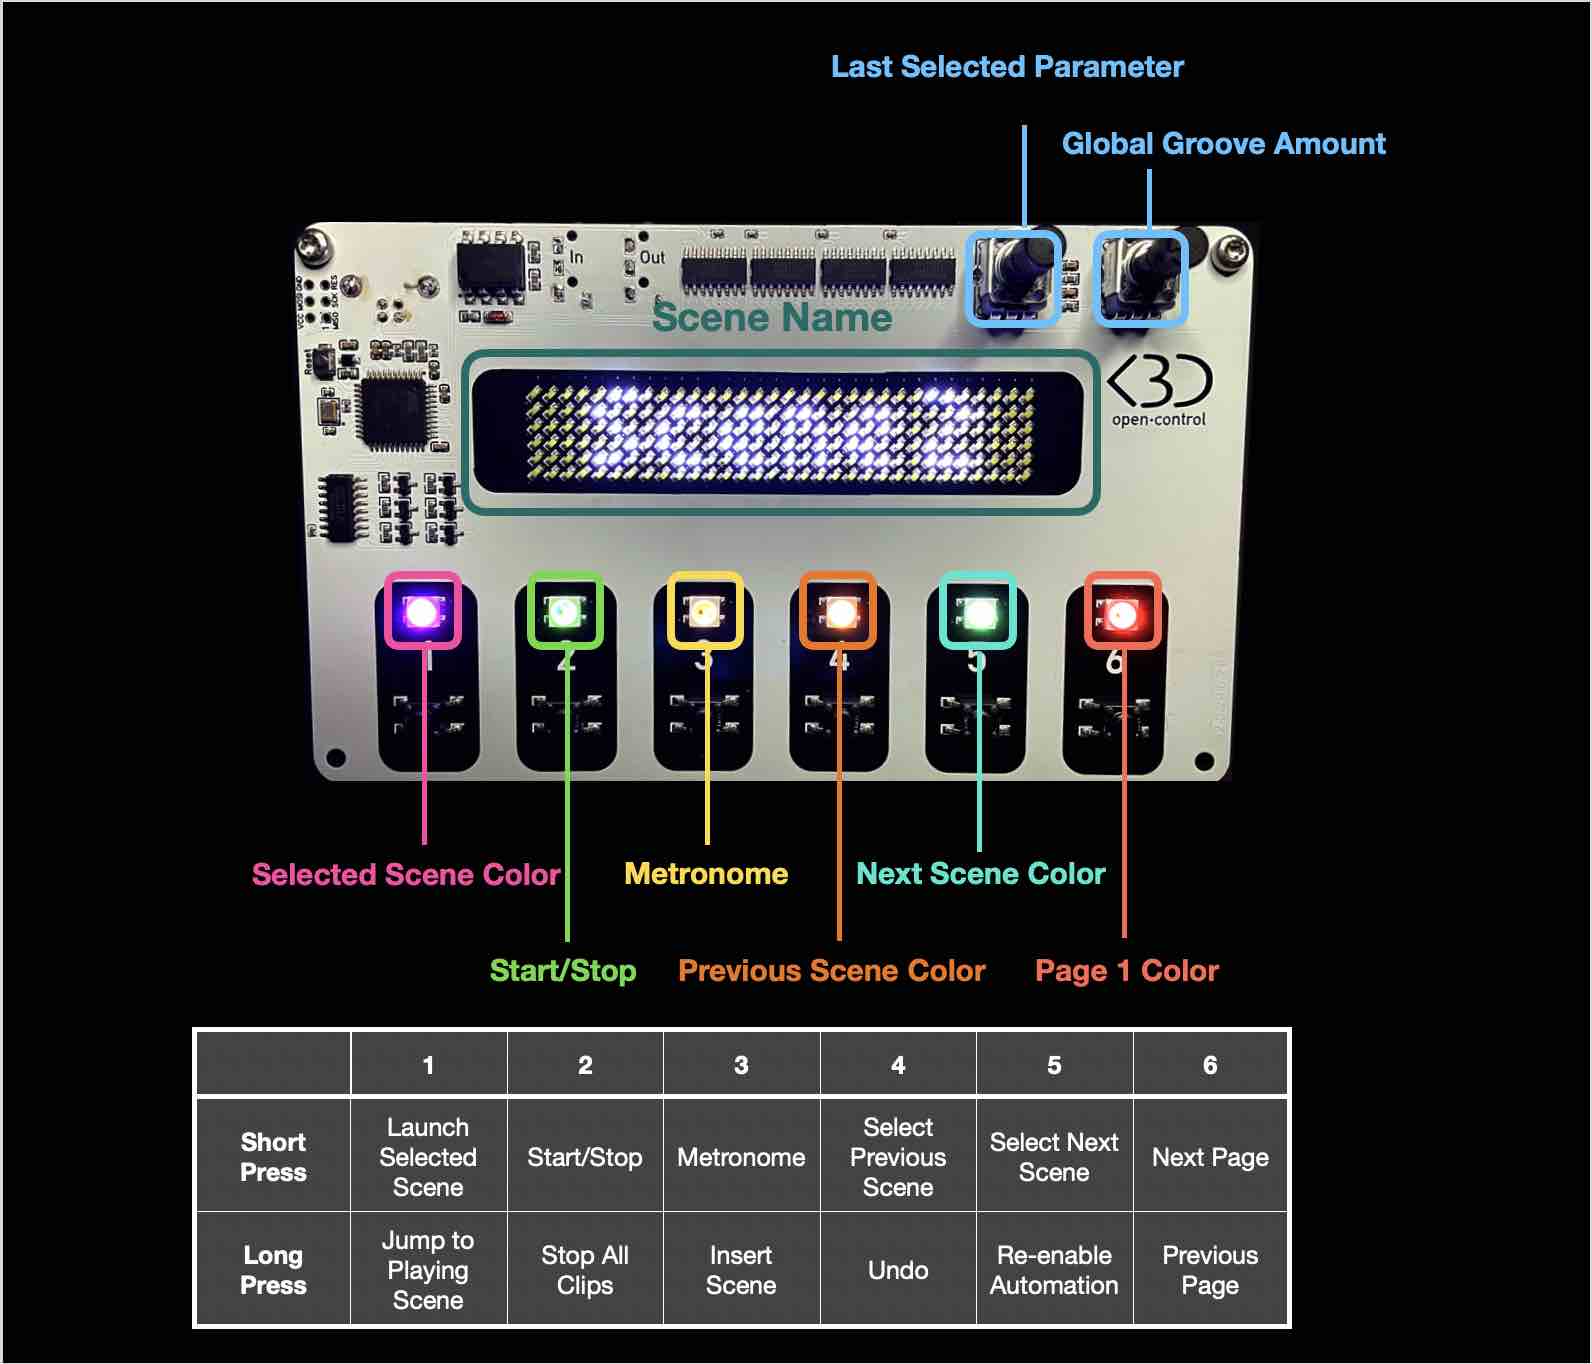 Last Selected Parameter
Global Groove Amount
In
Out
Scene Name
Reset
open·control
1
2
3
4
5
6
Selected Scene Color
Metronome
Next Scene Color
Start/Stop
Previous Scene Color
Page 1 Color
1 2 3 4 5 6
Short Press
Launch Selected Scene
Start/Stop
Metronome
Select Previous Scene
Select Next Scene
Next Page
Long Press
Jump to Playing Scene
Stop All Clips
Insert Scene
Undo
Re-enable Automation
Previous Page